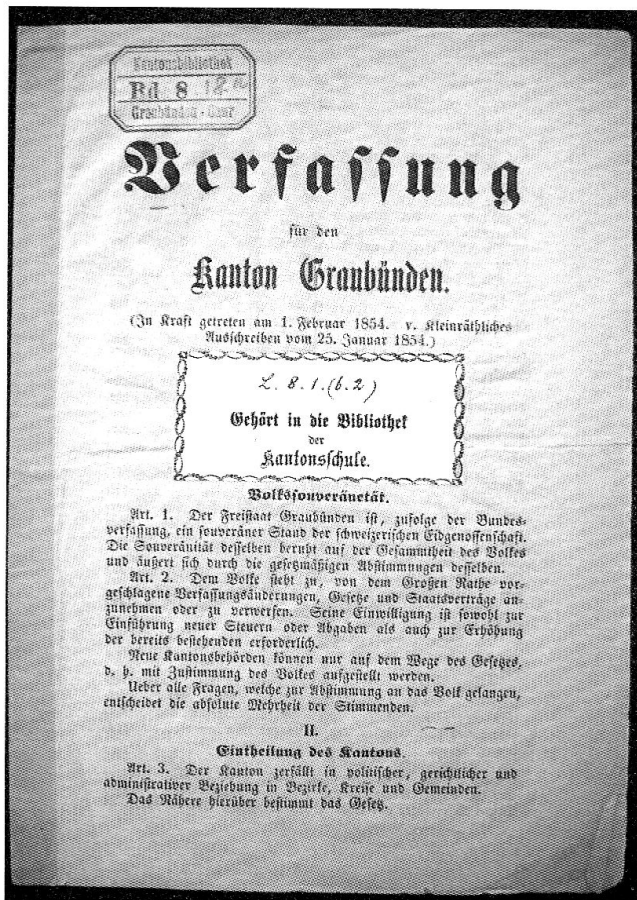 Kantonsbibliothek
Bd 8 18 a
Graubünden - Chur
Verfassung
für den
Kanton Graubünden.
(In Kraft getreten am 1. Februar 1854. v. Kleinräthliches
Ausschreiben vom 25. Januar 1854.)
L. 8. 1. (b. 2)
Gehört in die Bibliothek
der
Kantonsschule.
Volkssouveränetät.
Art. 1. Der Freistaat Graubünden ist, zufolge der Bundes-
verfassung, ein souveräner Stand der schweizerischen Eidgenossenschaft.
Die Souveränität desselben beruht auf der Gesammtheit des Volkes
und äußert sich durch die gesetzmäßigen Abstimmungen desselben.
Art. 2. Dem Volke steht zu, von dem Großen Rathe vor-
geschlagene Verfassungsänderungen, Gesetze und Staatsverträge an-
zunehmen oder zu verwerfen. Seine Einwilligung ist sowohl zur
Einführung neuer Steuern oder Abgaben als auch zur Erhöhung
der bereits bestehenden erforderlich.
Neue Kantonsbehörden können nur auf dem Wege des Gesetzes,
d. h. mit Zustimmung des Volkes aufgestellt werden.
Ueber alle Fragen, welche zur Abstimmung an das Volk gelangen,
entscheidet die absolute Mehrheit der Stimmenden.
II.
Eintheilung des Kantons.
Art. 3. Der Kanton zerfällt in politischer, gerichtlicher und
administrativer Beziehung in Bezirke, Kreise und Gemeinden.
Das Nähere hierüber bestimmt das Gesetz.